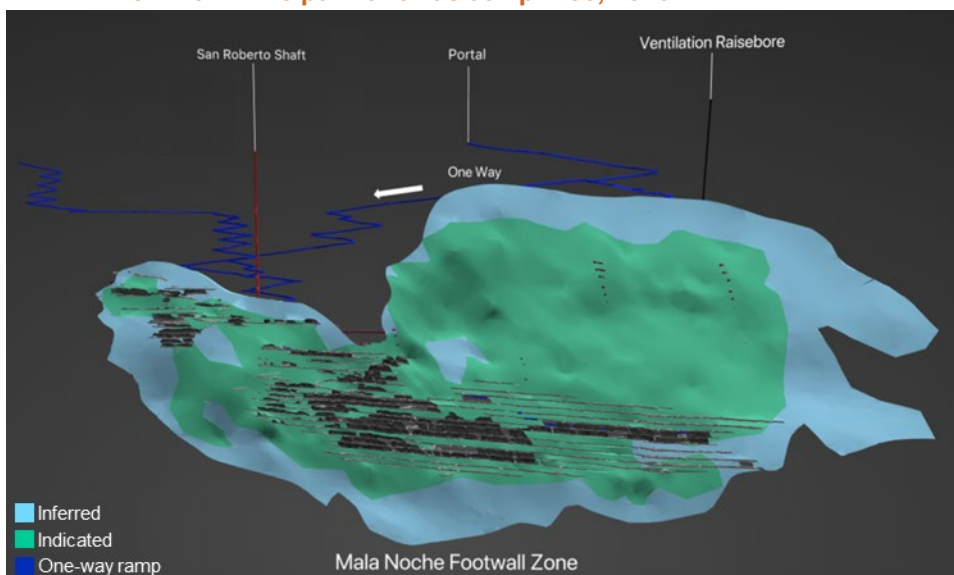 San Roberto Shaft
Portal
Ventilation Raisebore
One Way
Inferred
Indicated
One-way ramp
Mala Noche Footwall Zone